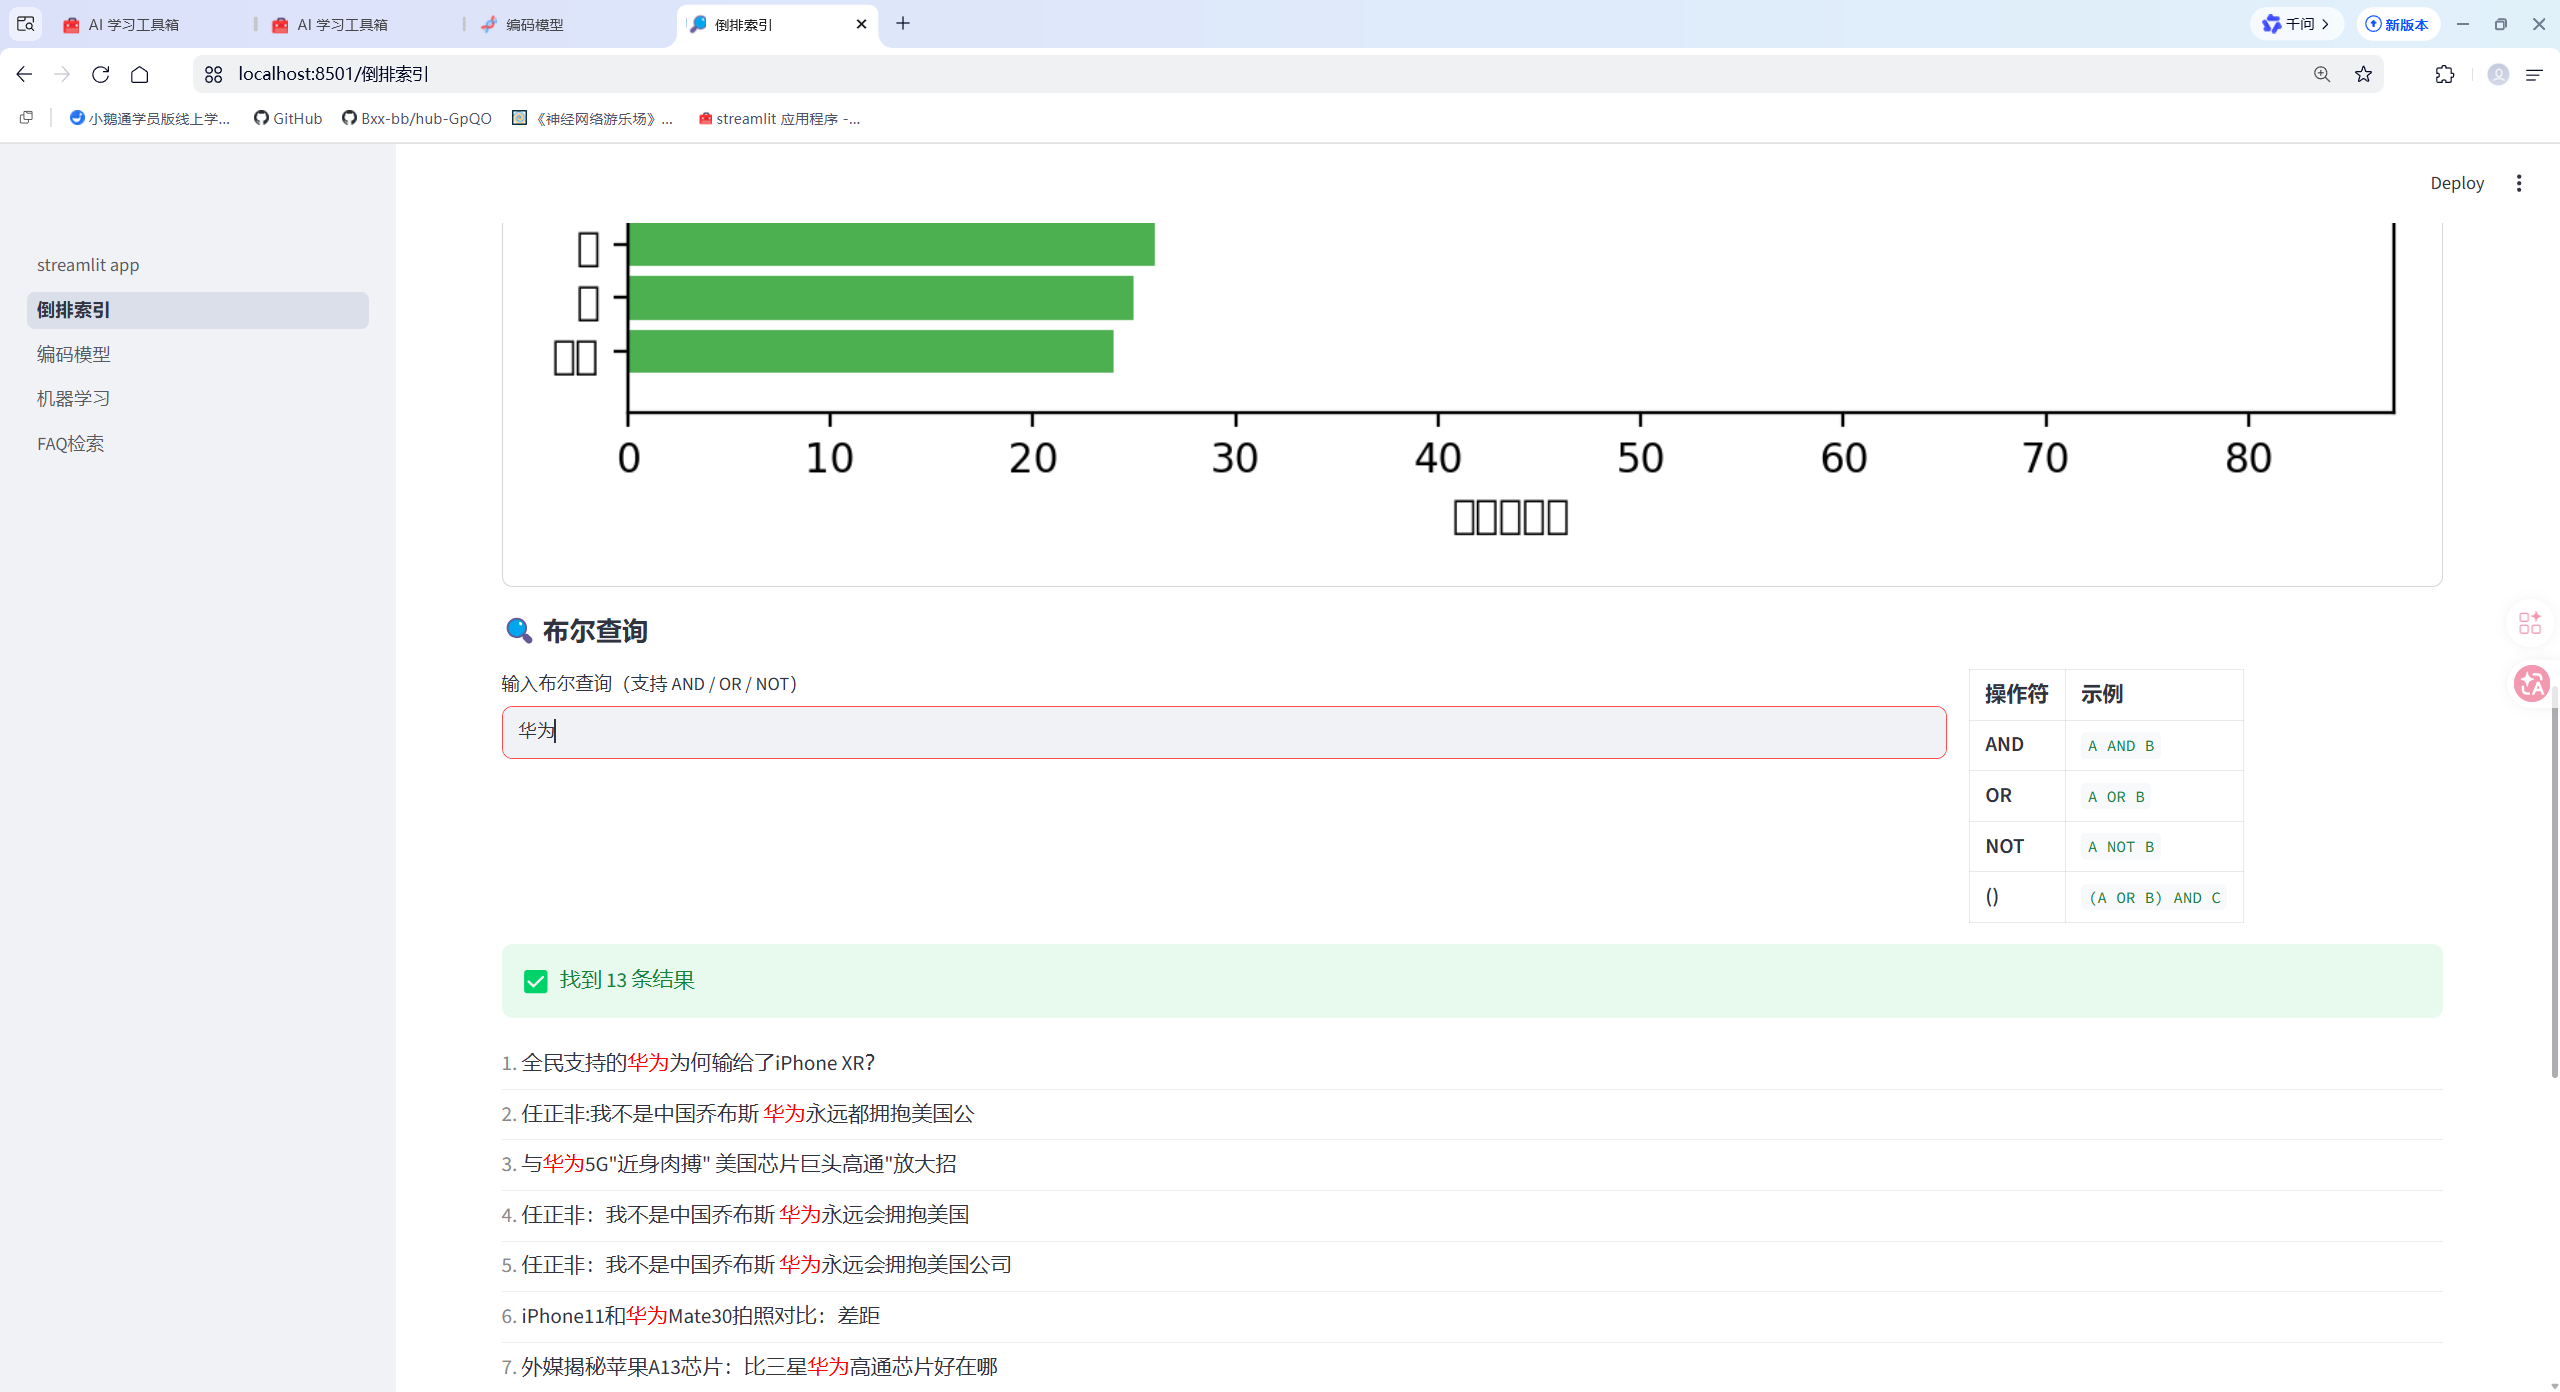 AI 学习工具箱
AI 学习工具箱
编码模型
倒排索引
千问
新版本
localhost:8501/倒排索引
小鹅通学员版线上学...
GitHub
Bxx-bb/hub-GpQO
《神经网络游乐场》...
streamlit 应用程序 -...
Deploy
streamlit app
倒排索引
编码模型
机器学习
FAQ检索
0 10 20 30 40 50 60 70 80
布尔查询
输入布尔查询（支持 AND / OR / NOT）
华为
操作符 示例
AND A AND B
OR A OR B
NOT A NOT B
() (A OR B) AND C
找到 13 条结果
1. 全民支持的华为为何输给了iPhone XR？
2. 任正非:我不是中国乔布斯 华为永远都拥抱美国公
3. 与华为5G"近身肉搏" 美国芯片巨头高通"放大招
4. 任正非：我不是中国乔布斯 华为永远会拥抱美国
5. 任正非：我不是中国乔布斯 华为永远会拥抱美国公司
6. iPhone11和华为Mate30拍照对比：差距
7. 外媒揭秘苹果A13芯片：比三星华为高通芯片好在哪